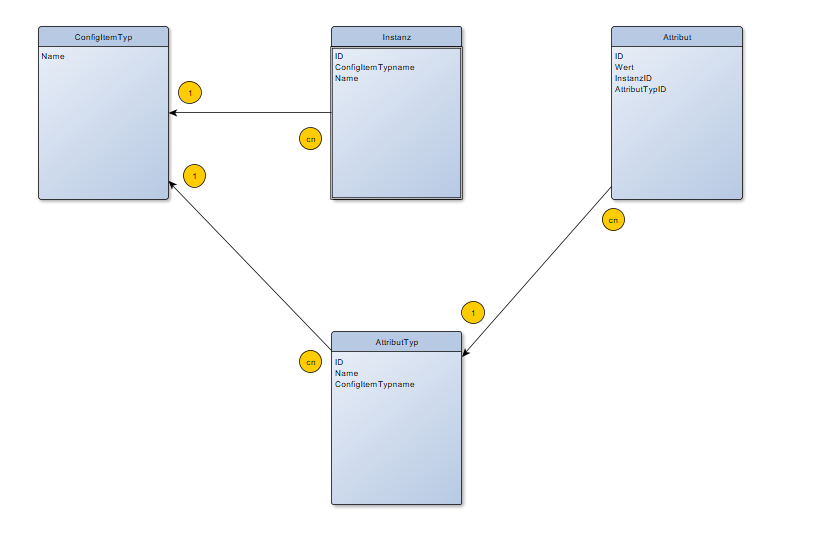 ConfigItemTyp
Name
Instanz
ID
ConfigItemTypname
Name
Attribut
ID
Wert
InstanzID
AttributTypID
1
cn
1
cn
1
cn
AttributTyp
ID
Name
ConfigItemTypname